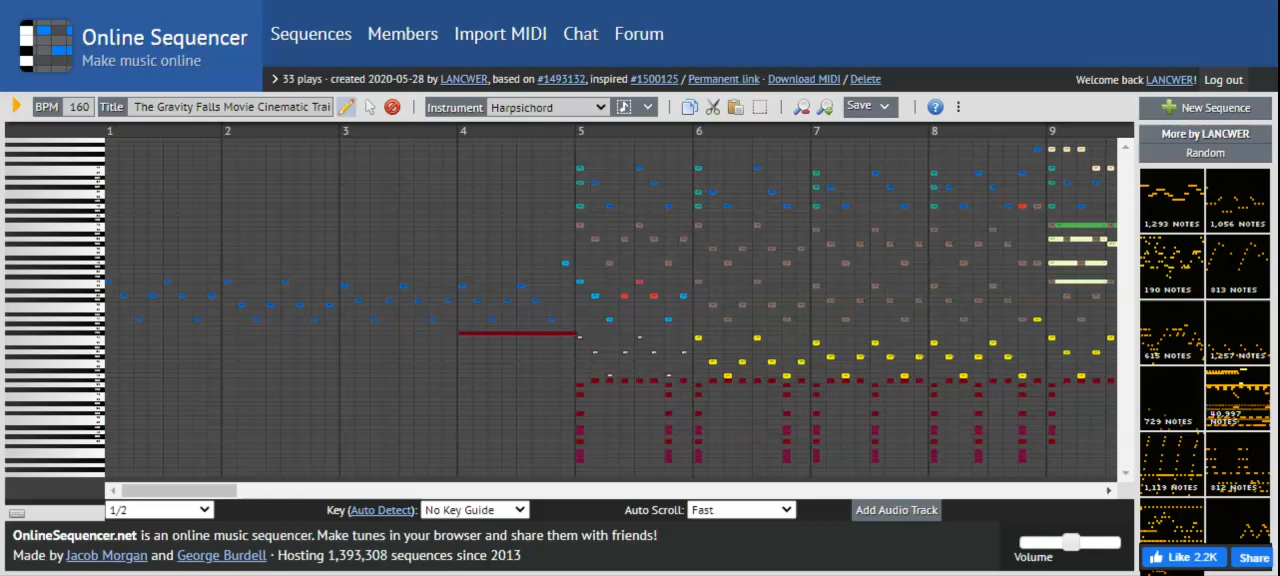 Online Sequencer
Make music online
Sequences Members Import MIDI Chat Forum
33 plays · created 2020-05-28 by LANCWER, based on #1493132, inspired #1500125 / Permanent link · Download MIDI / Delete
Welcome back LANCWER! Log out
BPM 160 Title The Gravity Falls Movie Cinematic Trai
Instrument Harpsichord
Save
New Sequence
More by LANCWER
Random
1 2 3 4 5 6 7 8 9
1,293 NOTES 1,056 NOTES
190 NOTES 813 NOTES
615 NOTES 1,257 NOTES
729 NOTES 40,997 NOTES
1,119 NOTES 812 NOTES
1/2 Key (Auto Detect): No Key Guide Auto Scroll: Fast Add Audio Track
OnlineSequencer.net is an online music sequencer. Make tunes in your browser and share them with friends!
Made by Jacob Morgan and George Burdell · Hosting 1,393,308 sequences since 2013
Volume
Like 2.2K Share